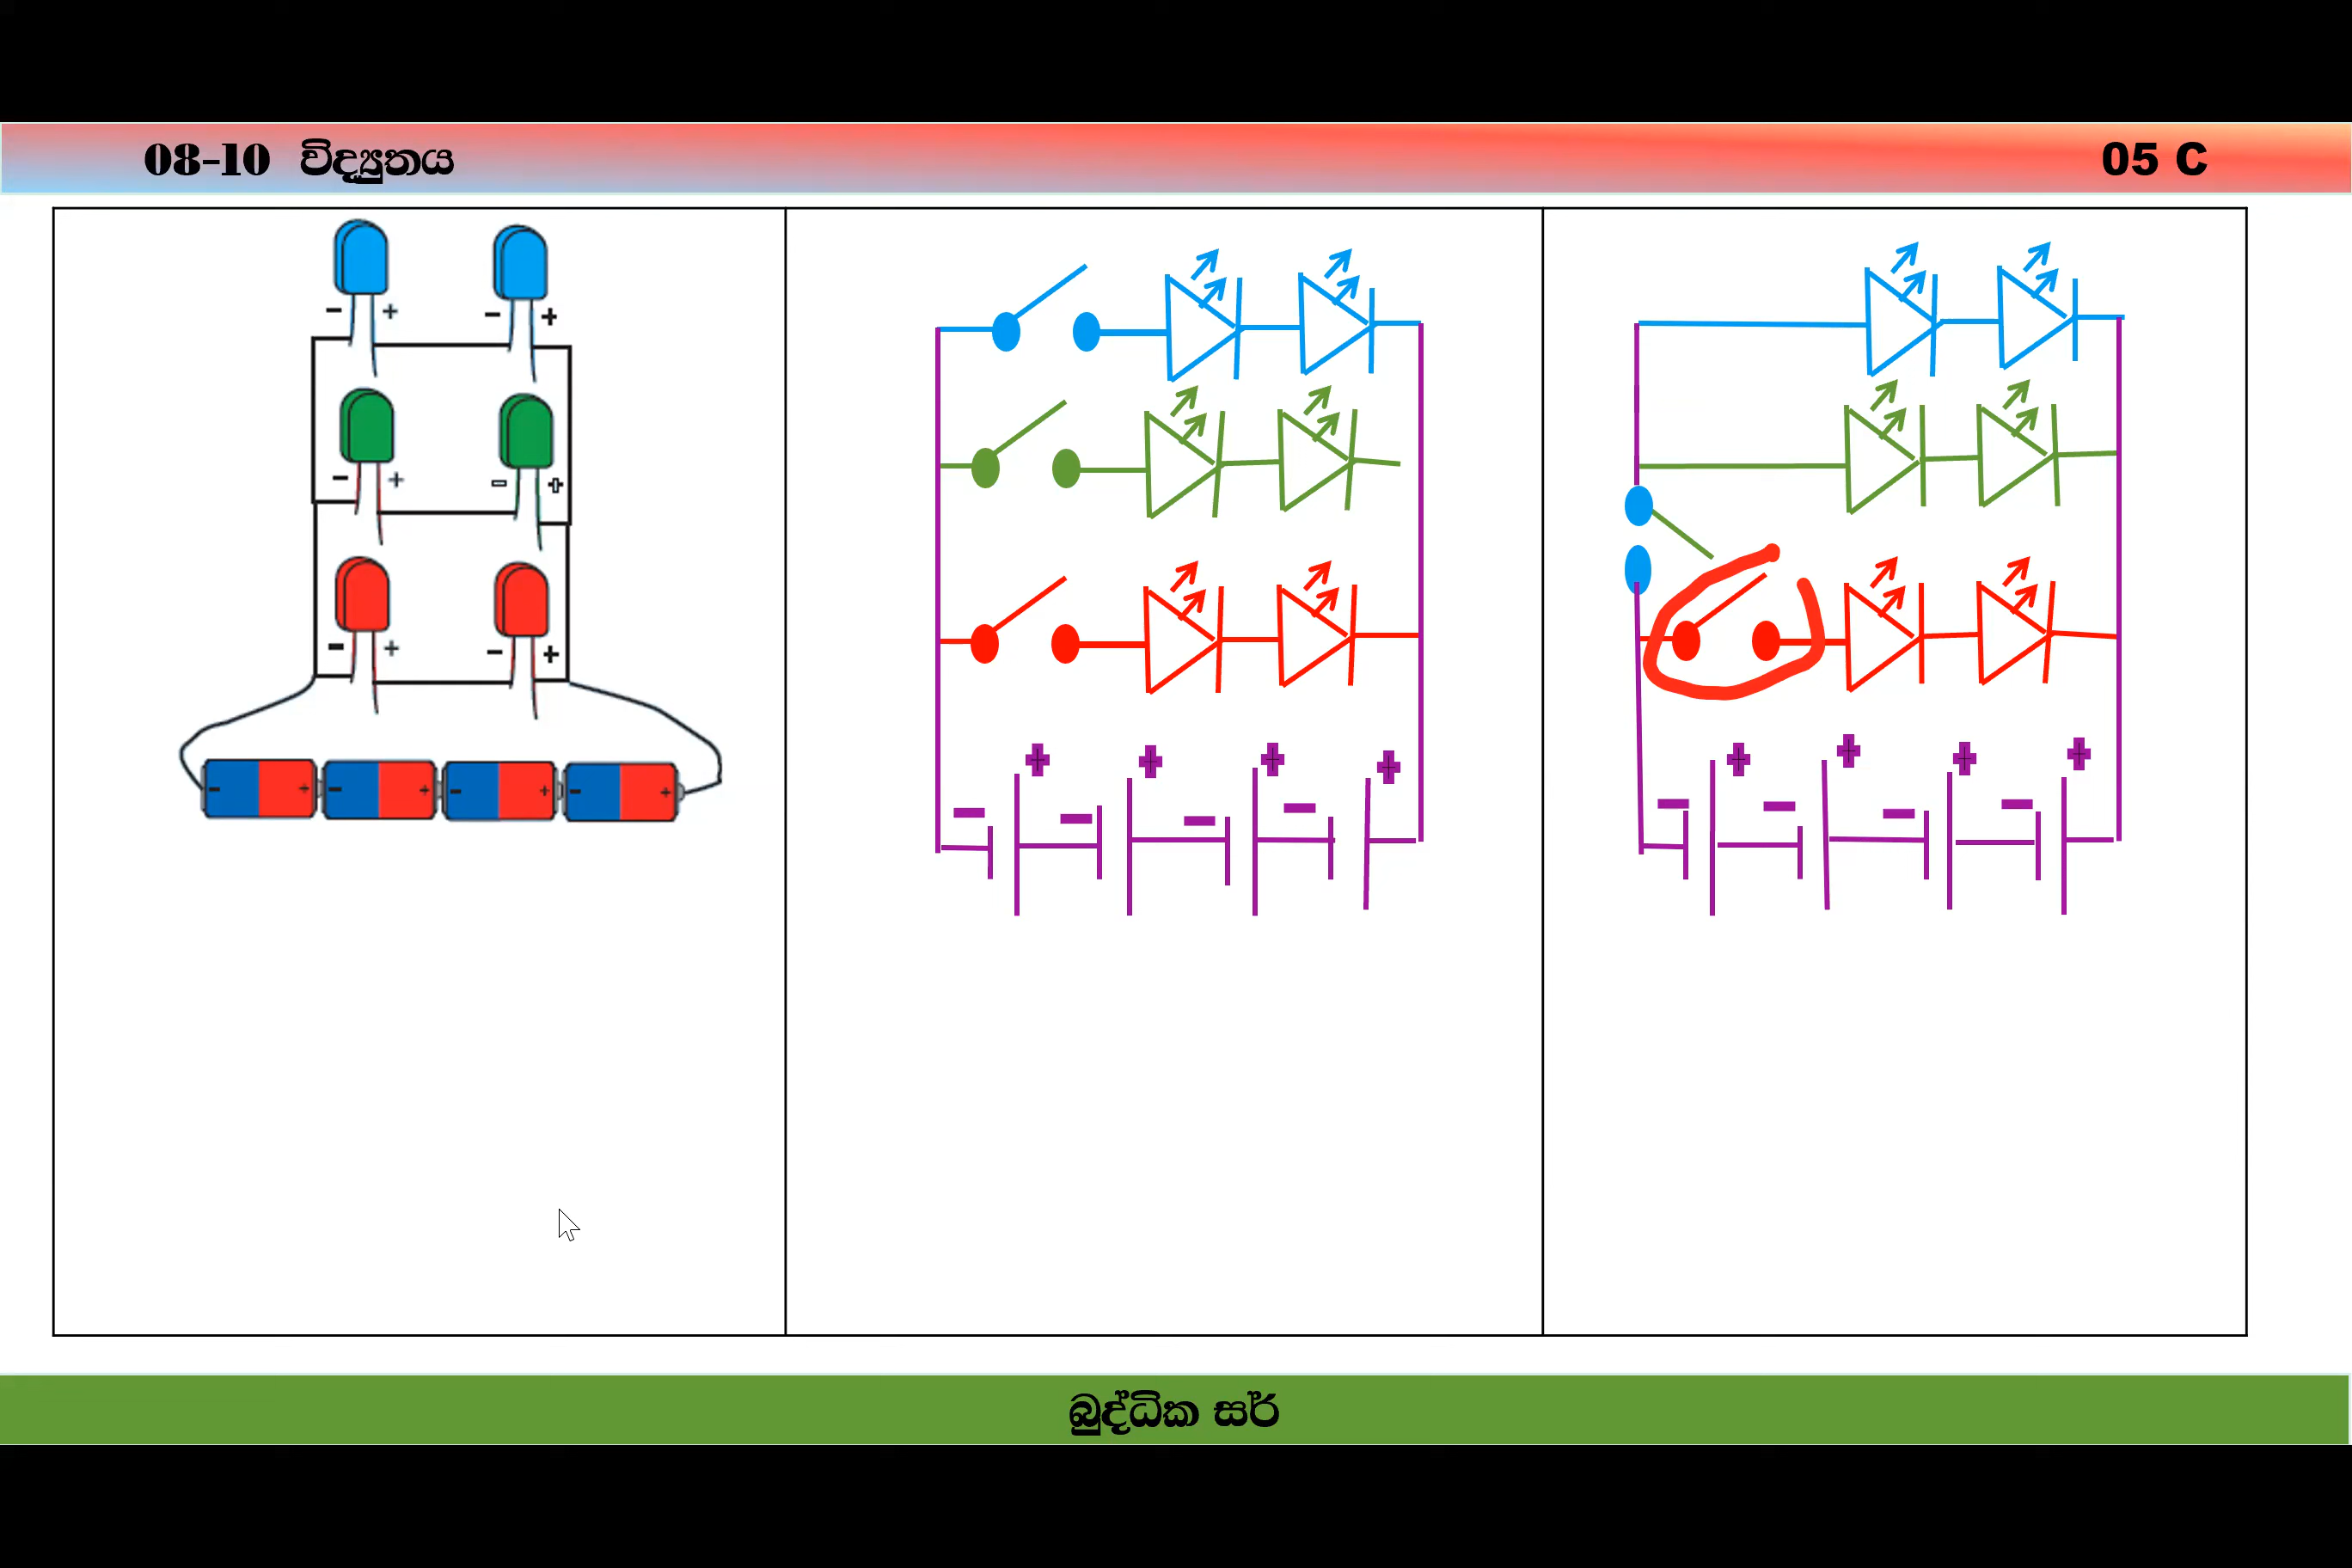 08-10 විද්‍යුතය
05 C
- + - +
- + - +
- + - +
- + - + - + - +
+ + + +
- - - -
+ + + +
- - - -
බුද්ධික සර්